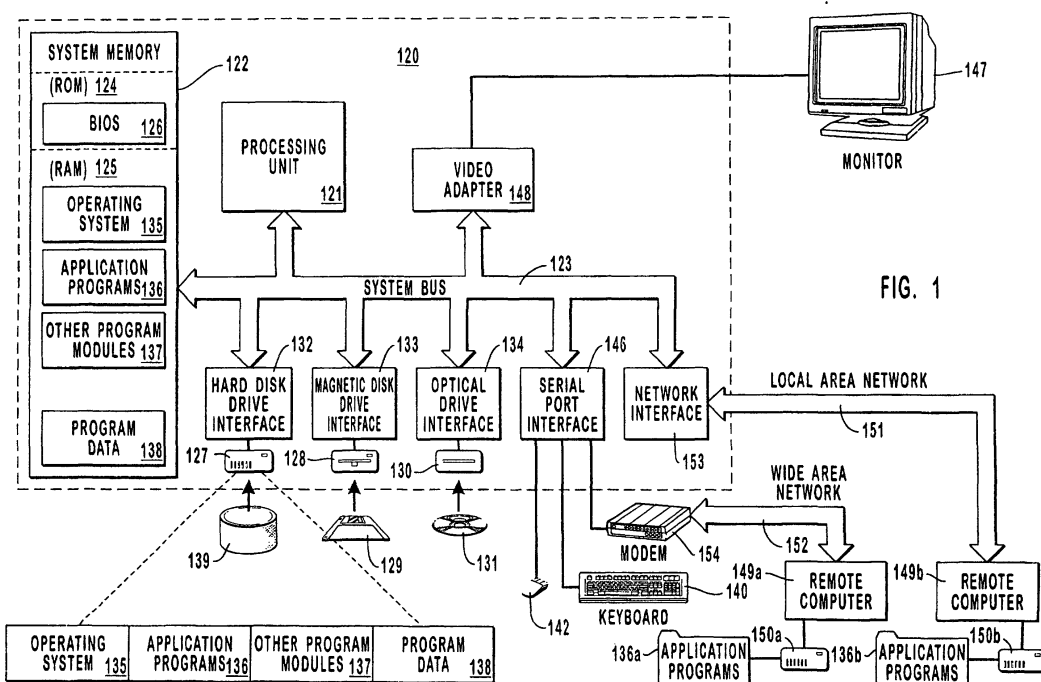 SYSTEM MEMORY
(ROM) 124
BIOS 126
(RAM) 125
OPERATING
SYSTEM 135
APPLICATION
PROGRAMS 136
OTHER PROGRAM
MODULES 137
PROGRAM
DATA 138
122
120
PROCESSING
UNIT
121
VIDEO
ADAPTER 148
147
MONITOR
123
SYSTEM BUS
FIG. 1
132
HARD DISK
DRIVE
INTERFACE
133
MAGNETIC DISK
DRIVE
INTERFACE
134
OPTICAL
DRIVE
INTERFACE
146
SERIAL
PORT
INTERFACE
NETWORK
INTERFACE
153
LOCAL AREA NETWORK
151
127
128
130
139
129
131
WIDE AREA
NETWORK
152
MODEM
154
142
KEYBOARD
140
149a
REMOTE
COMPUTER
149b
REMOTE
COMPUTER
150a
150b
136a
APPLICATION
PROGRAMS
136b
APPLICATION
PROGRAMS
OPERATING
SYSTEM 135
APPLICATION
PROGRAMS 136
OTHER PROGRAM
MODULES 137
PROGRAM
DATA 138